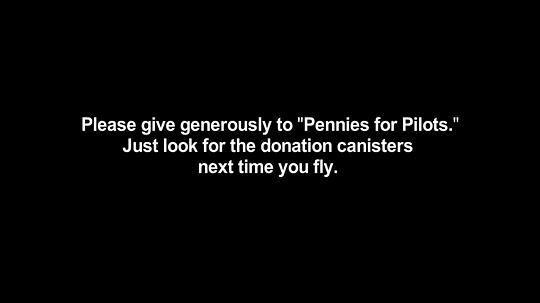 Please give generously to "Pennies for Pilots."
Just look for the donation canisters
next time you fly.